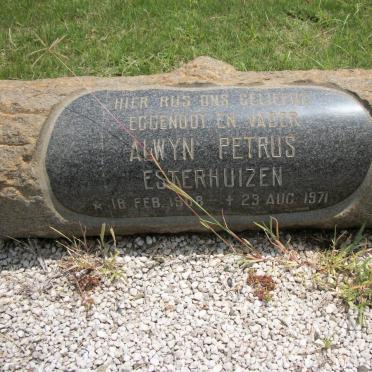 HIER RUS ONS GELIEFDE
EGGENOOT EN VADER
ALWYN PETRUS
ESTERHUIZEN
* 18 FEB. 1908 † 23 AUG. 1971